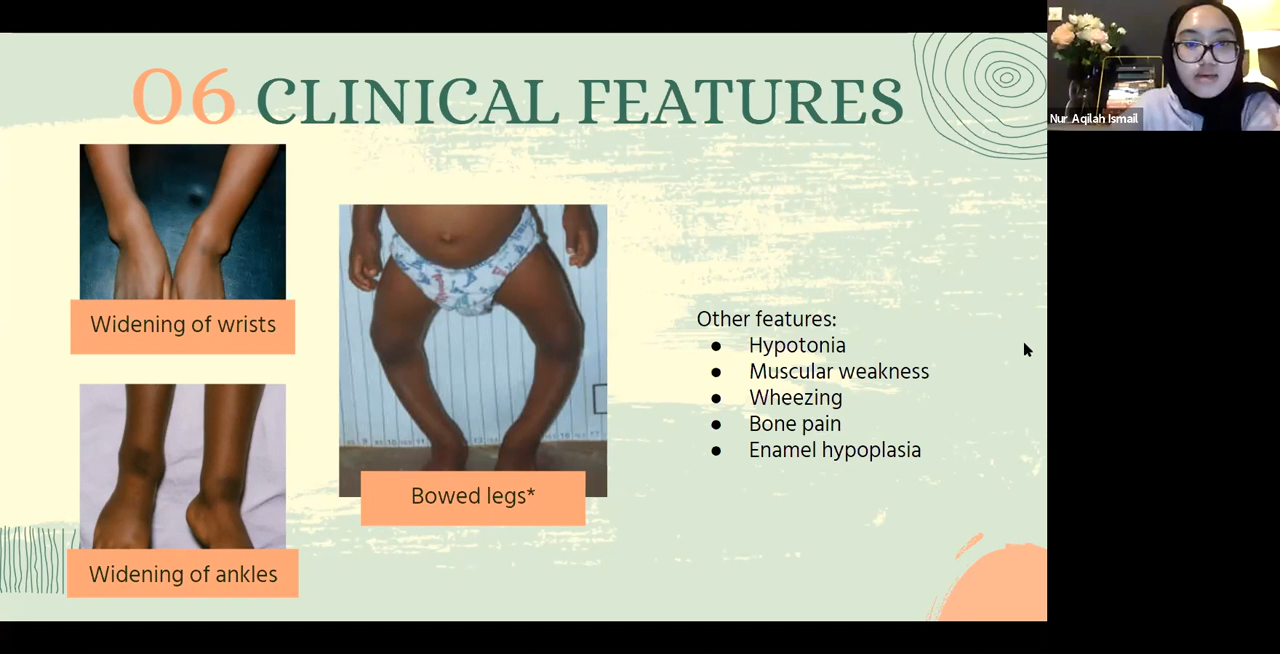 06 CLINICAL FEATURES
Nur Aqilah Ismail
Widening of wrists
Widening of ankles
Bowed legs*
Other features:
● Hypotonia
● Muscular weakness
● Wheezing
● Bone pain
● Enamel hypoplasia